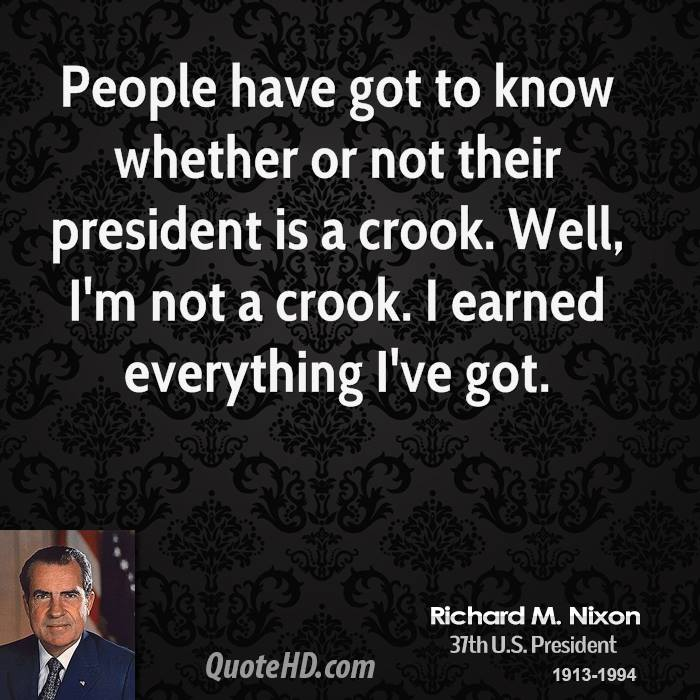 People have got to know
whether or not their
president is a crook. Well,
I'm not a crook. I earned
everything I've got.
Richard M. Nixon
37th U.S. President
1913-1994
QuoteHD.com